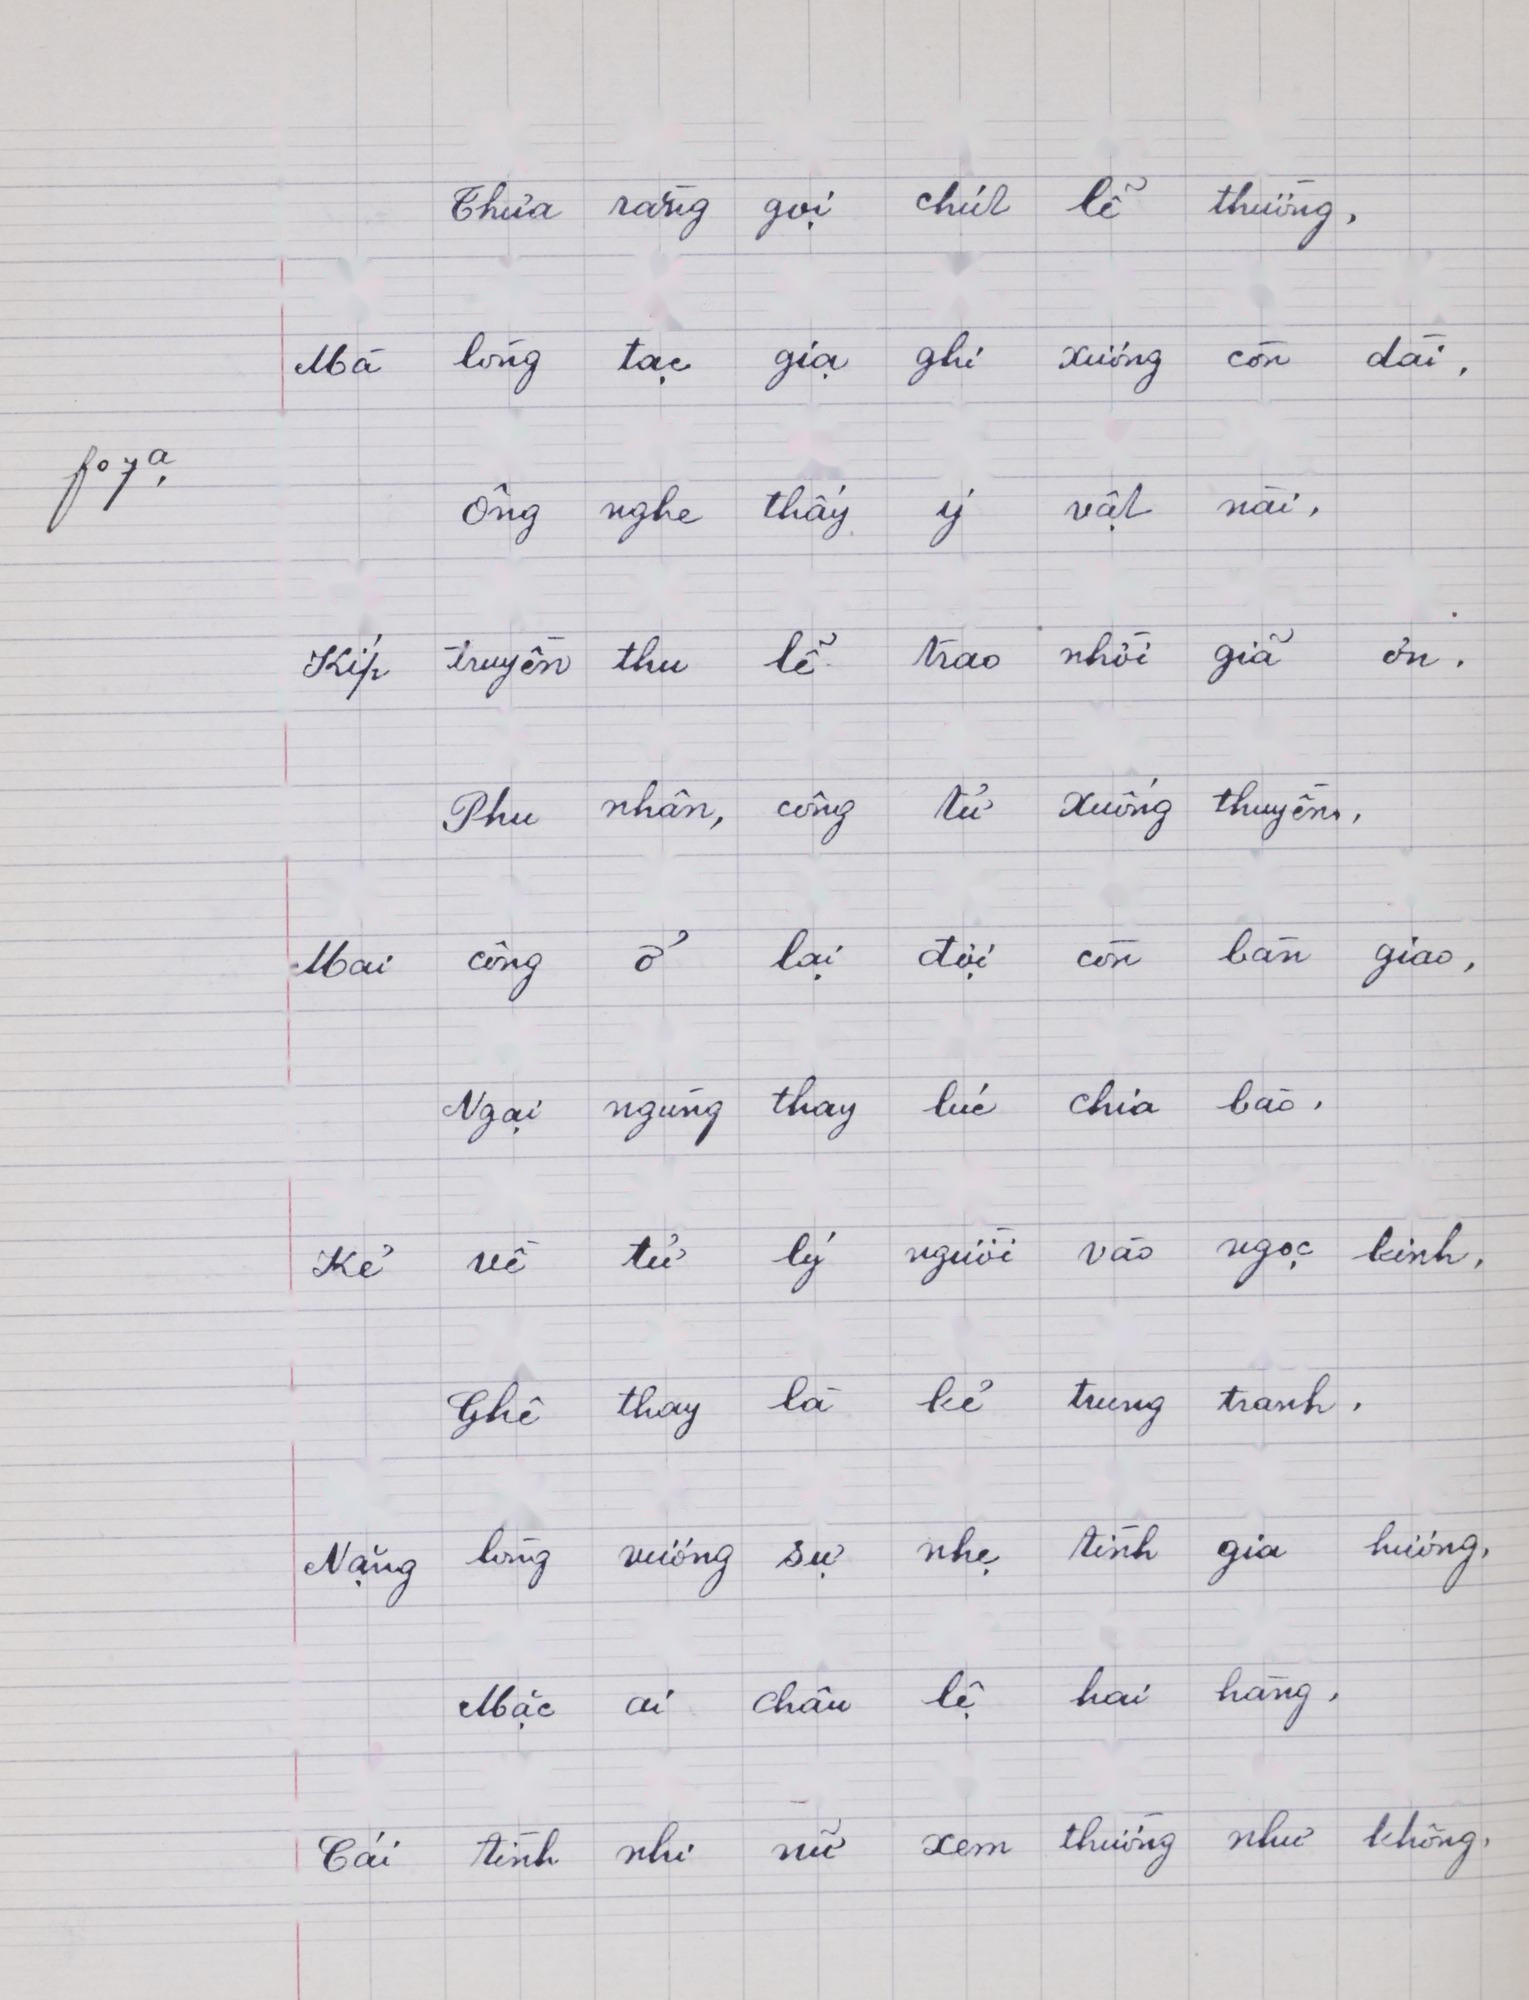 Thưa rằng gọi chút lễ thường,
Mà lòng tạc giạ ghi xương còn dài,
fo 7a,
Ông nghe thấy ý vật nài,
Kíp truyền thu lễ trao nhời giã ơn.
Phu nhân, công tử xuống thuyền,
Mai công ở lại đợi còn bàn giao,
Ngại ngùng thay lúc chia bào,
Kẻ về tử lý người vào ngọc kinh,
Ghê thay là kẻ trung tranh,
Nặng lòng vương sự nhẹ tình gia hương,
Mặc ai châu lệ hai hàng,
Cái tình nhi nữ xem thường như không,